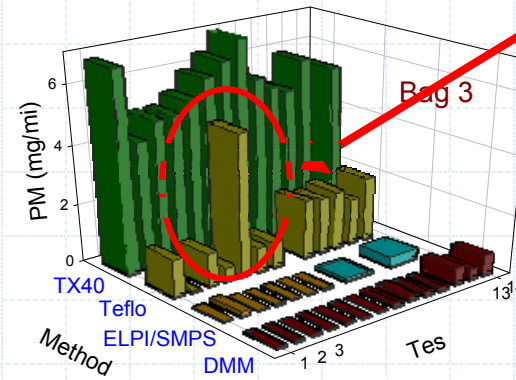 Bag 3
PM (mg/mi)
6
4
2
0
TX40
Teflo
ELPI/SMPS
DMM
Method
1 2 3
Tes
13